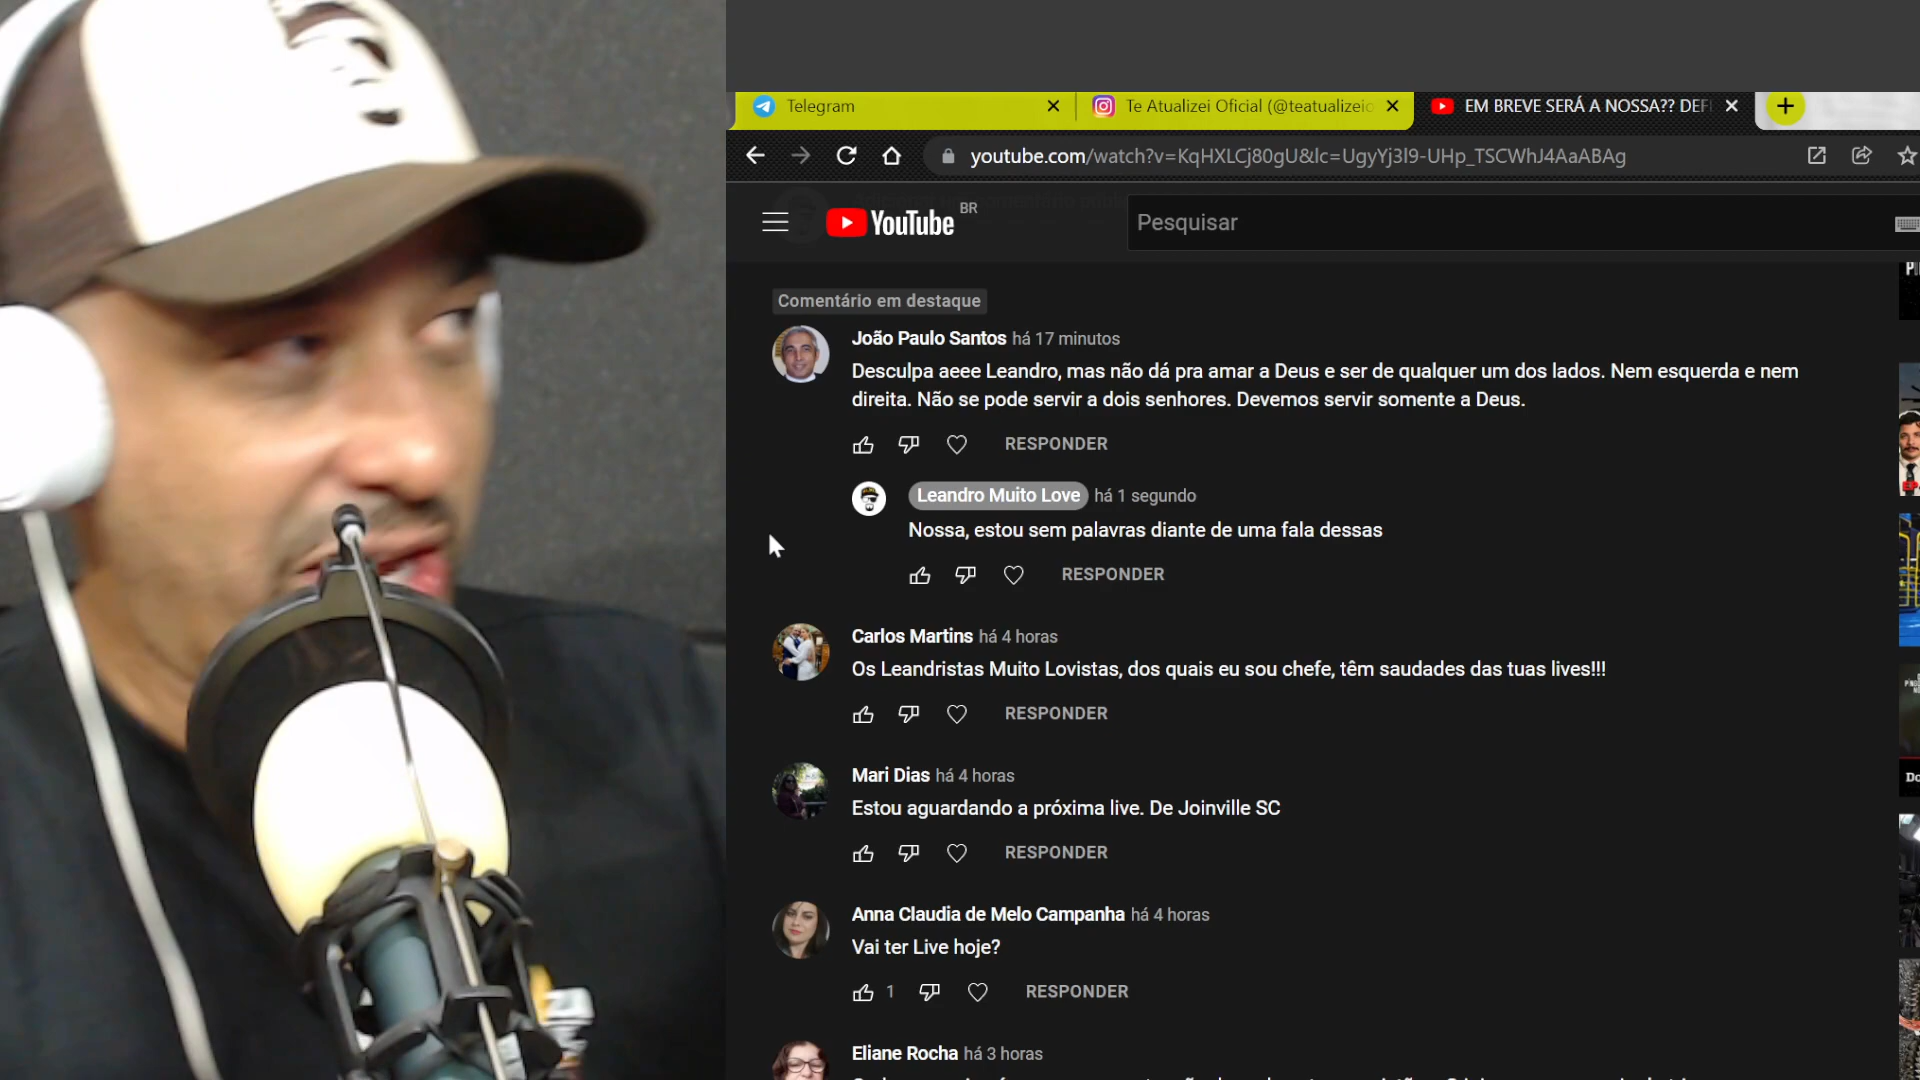 Telegram
Te Atualizei Oficial (@teatualizeio
EM BREVE SERÁ A NOSSA?? DEFI
youtube.com/watch?v=KqHXLCj80gU&lc=UgyYj3l9-UHp_TSCWhJ4AaABAg
YouTube BR
Pesquisar
Comentário em destaque
João Paulo Santos há 17 minutos
Desculpa aeee Leandro, mas não dá pra amar a Deus e ser de qualquer um dos lados. Nem esquerda e nem
direita. Não se pode servir a dois senhores. Devemos servir somente a Deus.
RESPONDER
Leandro Muito Love há 1 segundo
Nossa, estou sem palavras diante de uma fala dessas
RESPONDER
Carlos Martins há 4 horas
Os Leandristas Muito Lovistas, dos quais eu sou chefe, têm saudades das tuas lives!!!
RESPONDER
Mari Dias há 4 horas
Estou aguardando a próxima live. De Joinville SC
RESPONDER
Anna Claudia de Melo Campanha há 4 horas
Vai ter Live hoje?
1 RESPONDER
Eliane Rocha há 3 horas